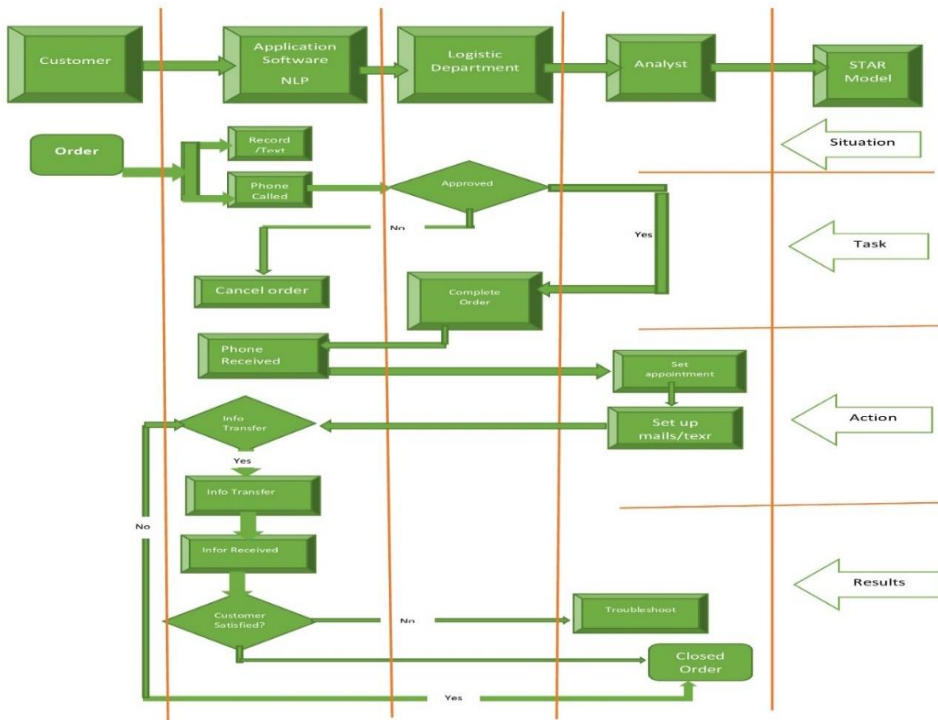 Customer
Application
Software
NLP
Logistic
Department
Analyst
STAR
Model
Order
Record
/Text
Situation
Phone
Called
Approved
No
Yes
Task
Cancel order
Complete
Order
Phone
Received
Set
appointment
Info
Transfer
Set up
mails/texr
Action
Yes
Info Transfer
No
Infor Received
Results
Customer
Satisfied?
No
Troubleshoot
Closed
Order
Yes